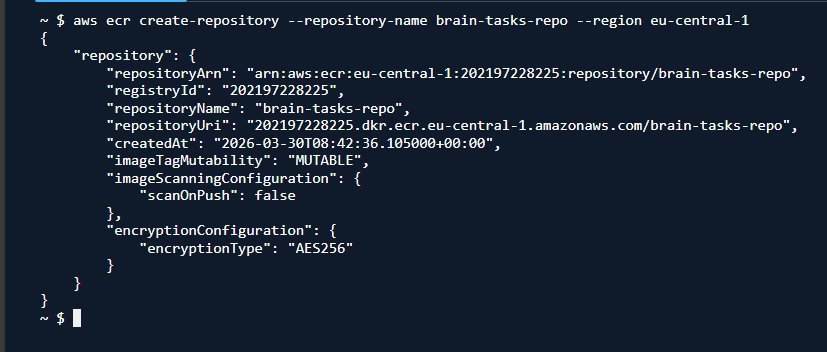 ~ $ aws ecr create-repository --repository-name brain-tasks-repo --region eu-central-1
{
    "repository": {
        "repositoryArn": "arn:aws:ecr:eu-central-1:202197228225:repository/brain-tasks-repo",
        "registryId": "202197228225",
        "repositoryName": "brain-tasks-repo",
        "repositoryUri": "202197228225.dkr.ecr.eu-central-1.amazonaws.com/brain-tasks-repo",
        "createdAt": "2026-03-30T08:42:36.105000+00:00",
        "imageTagMutability": "MUTABLE",
        "imageScanningConfiguration": {
            "scanOnPush": false
        },
        "encryptionConfiguration": {
            "encryptionType": "AES256"
        }
    }
}
~ $